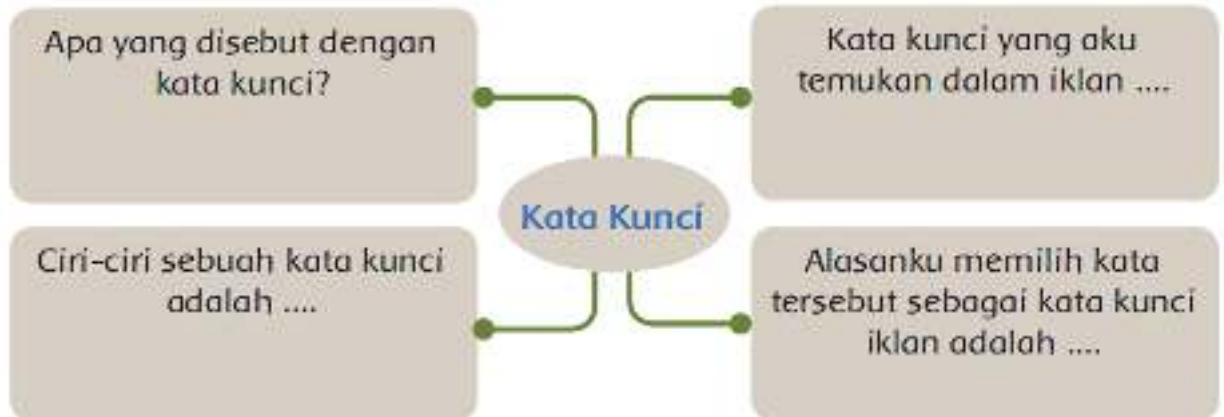 Apa yang disebut dengan
kata kunci?
Kata kunci yang aku
temukan dalam iklan ....
Kata Kunci
Ciri-ciri sebuah kata kunci
adalah ....
Alasanku memilih kata
tersebut sebagai kata kunci
iklan adalah ....